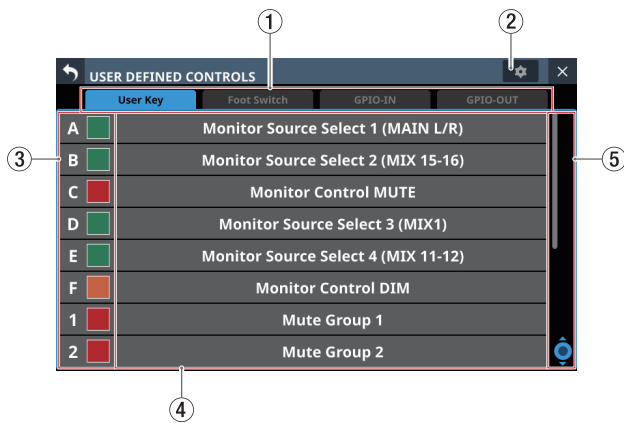 ① ②
USER DEFINED CONTROLS
User Key Foot Switch GPIO-IN GPIO-OUT
A Monitor Source Select 1 (MAIN L/R)
③ B Monitor Source Select 2 (MIX 15-16) ⑤
C Monitor Control MUTE
D Monitor Source Select 3 (MIX1)
E Monitor Source Select 4 (MIX 11-12)
F Monitor Control DIM
1 Mute Group 1
2 Mute Group 2
④